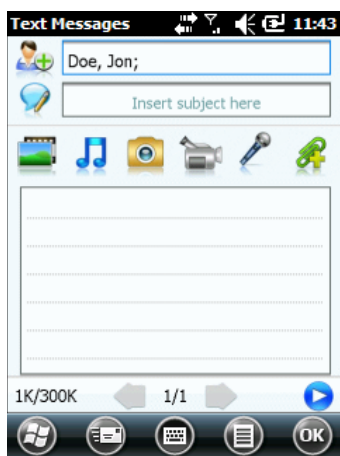 Text Messages 11:43
Doe, Jon;
Insert subject here
1K/300K 1/1
OK